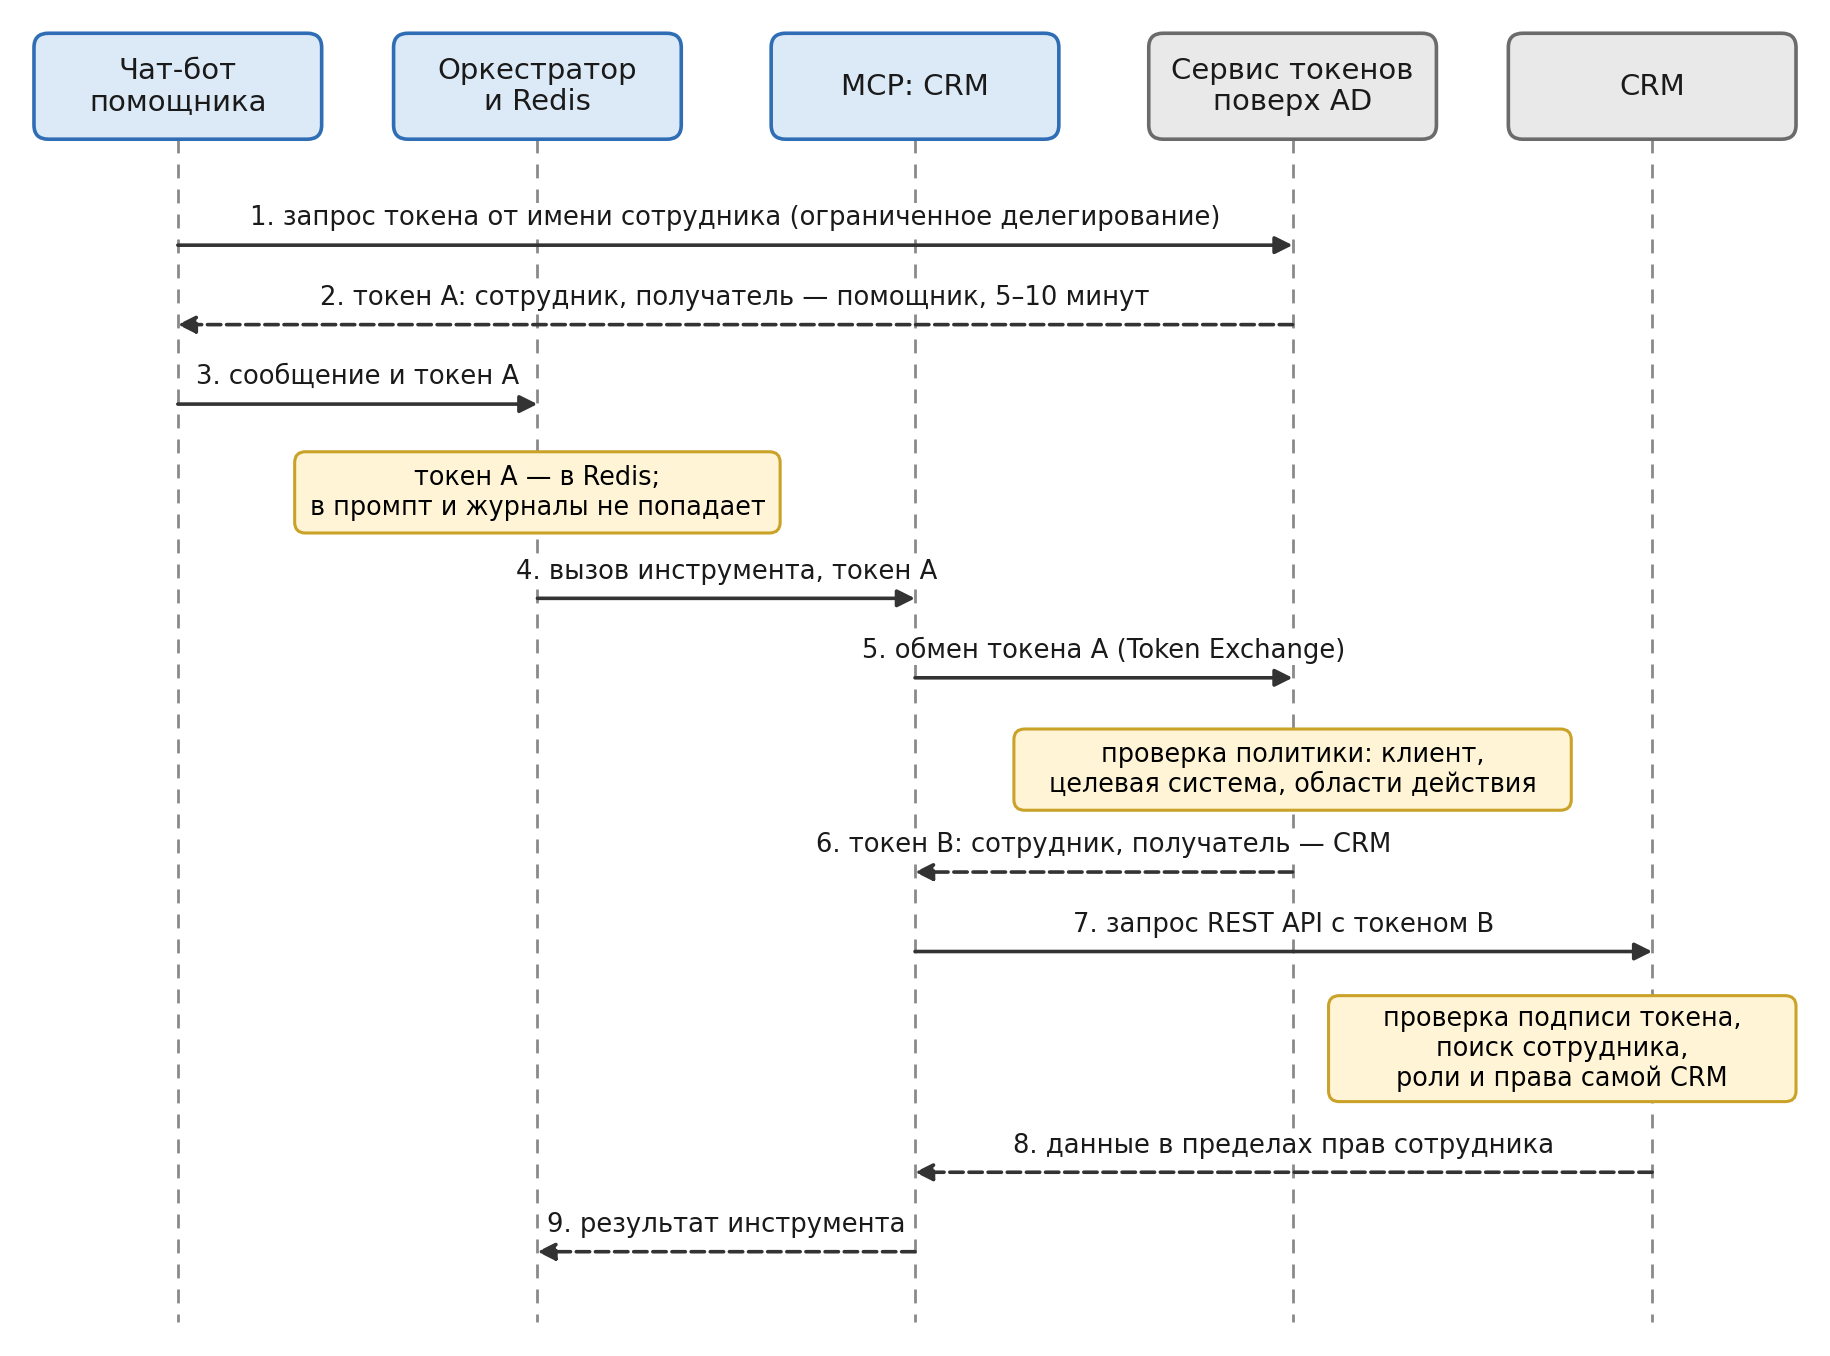 Чат-бот
помощника
Оркестратор
и Redis
MCP: CRM
Сервис токенов
поверх AD
CRM
1. запрос токена от имени сотрудника (ограниченное делегирование)
2. токен A: сотрудник, получатель — помощник, 5–10 минут
3. сообщение и токен A
токен A — в Redis;
в промпт и журналы не попадает
4. вызов инструмента, токен A
5. обмен токена A (Token Exchange)
проверка политики: клиент,
целевая система, области действия
6. токен B: сотрудник, получатель — CRM
7. запрос REST API с токеном B
проверка подписи токена,
поиск сотрудника,
роли и права самой CRM
8. данные в пределах прав сотрудника
9. результат инструмента